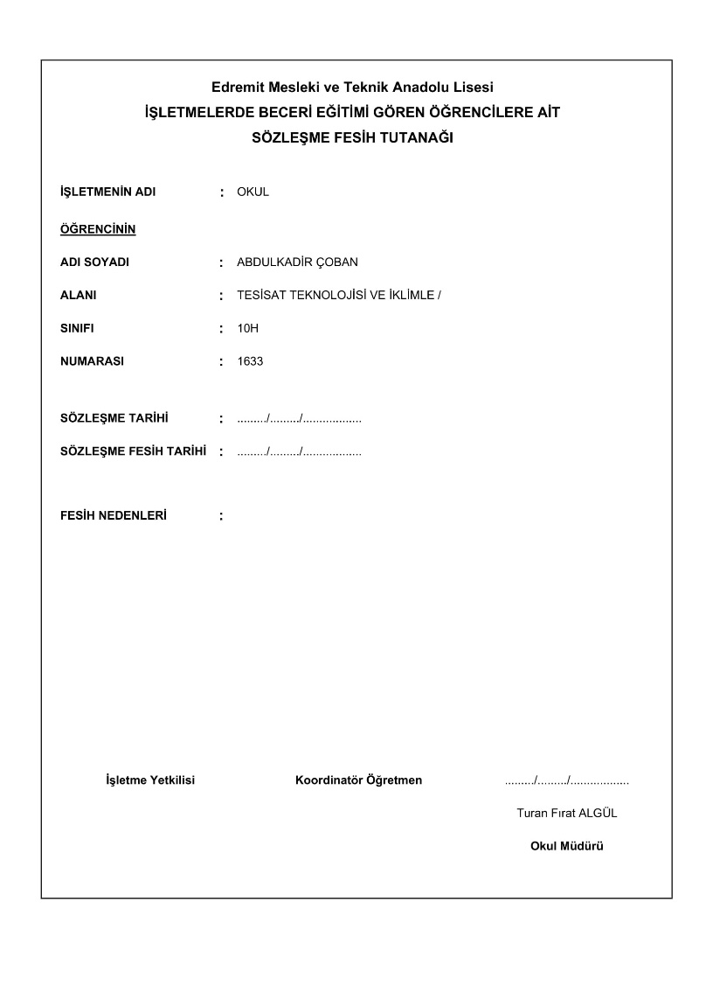 Edremit Mesleki ve Teknik Anadolu Lisesi
İŞLETMELERDE BECERİ EĞİTİMİ GÖREN ÖĞRENCİLERE AİT
SÖZLEŞME FESİH TUTANAĞI
İŞLETMENİN ADI : OKUL
ÖĞRENCİNİN
ADI SOYADI : ABDULKADİR ÇOBAN
ALANI : TESİSAT TEKNOLOJİSİ VE İKLİMLE /
SINIFI : 10H
NUMARASI : 1633
SÖZLEŞME TARİHİ : ........./........./..................
SÖZLEŞME FESİH TARİHİ : ........./........./..................
FESİH NEDENLERİ :
İşletme Yetkilisi Koordinatör Öğretmen ........./........./..................
Turan Fırat ALGÜL
Okul Müdürü